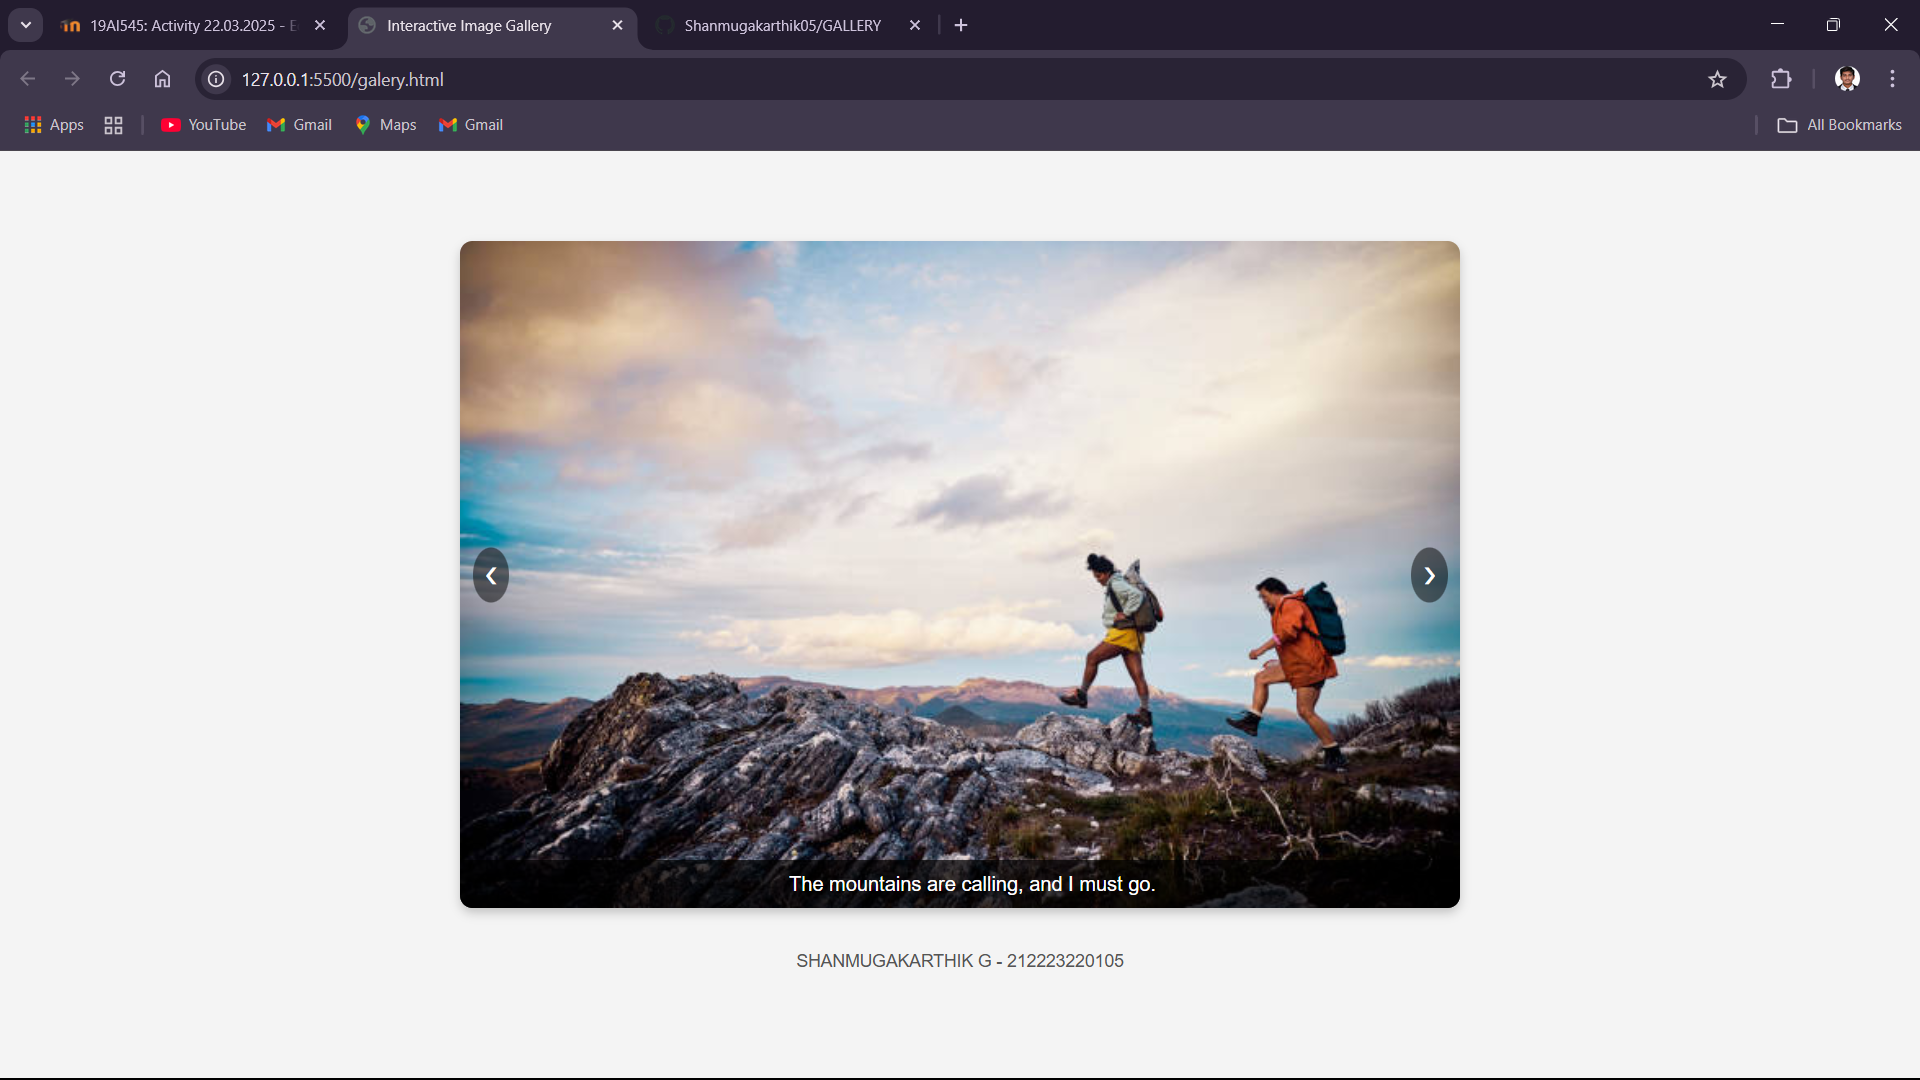 19AI545: Activity 22.03.2025 - E
Interactive Image Gallery
Shanmugakarthik05/GALLERY
127.0.0.1:5500/galery.html
Apps
YouTube
Gmail
Maps
Gmail
All Bookmarks
The mountains are calling, and I must go.
SHANMUGAKARTHIK G - 212223220105